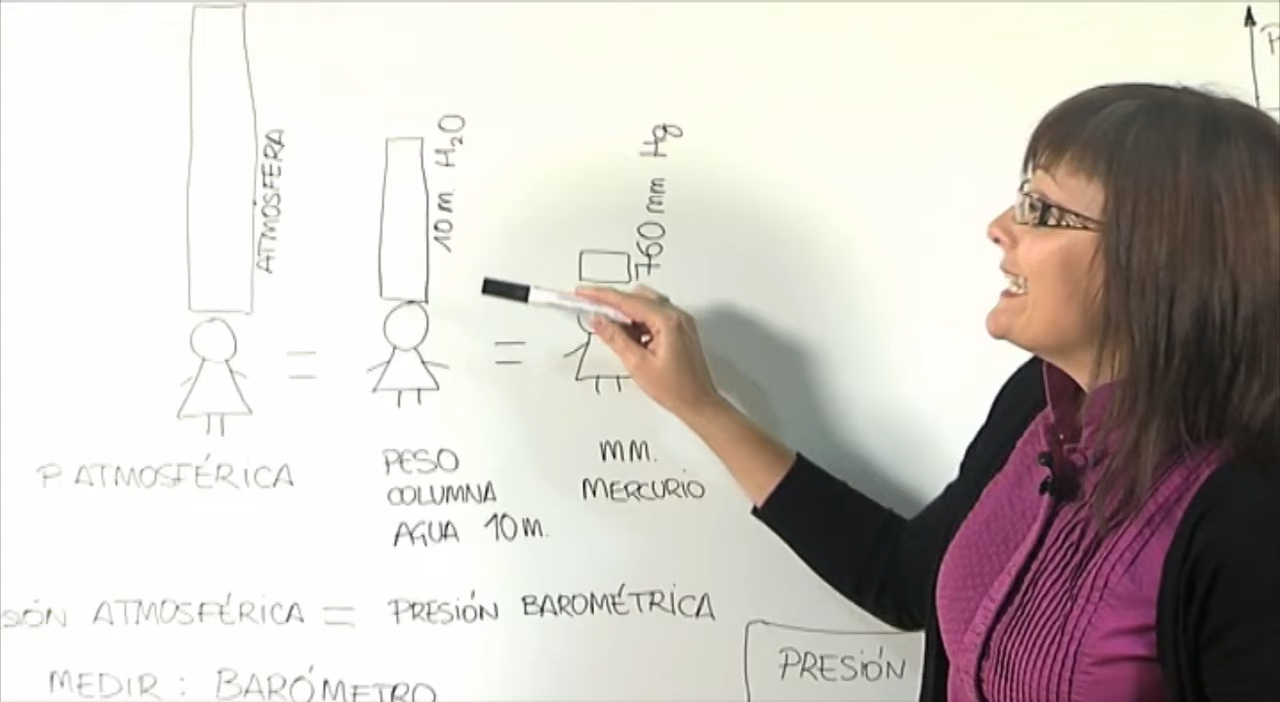 ATMOSFERA
10 m. H2O
760 mm Hg
P. ATMOSFÉRICA
PESO
COLUMNA
AGUA 10 m.
MM.
MERCURIO
SIÓN ATMOSFÉRICA = PRESIÓN BAROMÉTRICA
MEDIR : BARÓMETRO
PRESIÓN
P
=
=